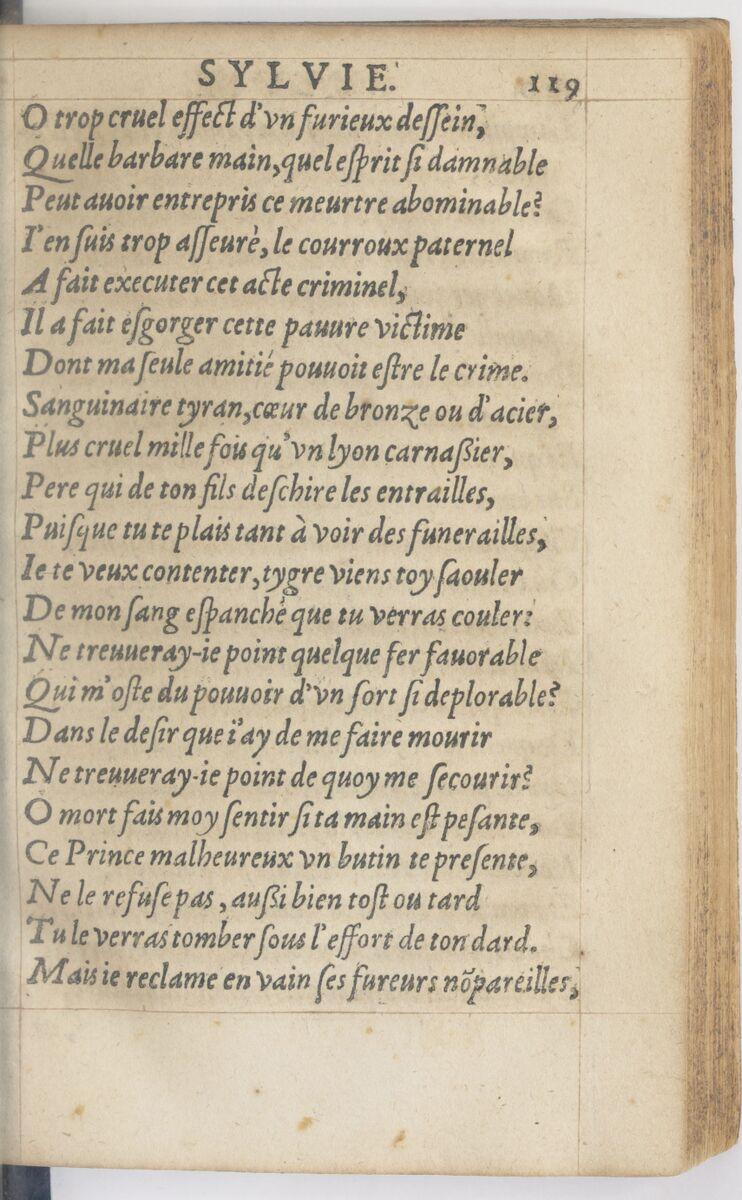 SYLVIE. 119
O trop cruel effect d'vn furieux deſſein,
Quelle barbare main, quel eſprit ſi damnable
Peut auoir entrepris ce meurtre abominable?
I'en ſuis trop aſſeurè, le courroux paternel
A fait executer cet acte criminel,
Il a fait eſgorger cette pauure victime
Dont ma ſeule amitié pouuoit eſtre le crime.
Sanguinaire tyran, cœur de bronze ou d'acier,
Plus cruel mille fois qu'vn lyon carnaßier,
Pere qui de ton fils deſchire les entrailles,
Puiſque tu te plais tant à voir des funerailles,
Ie te veux contenter, tygre viens toy ſaouler
De mon ſang eſpanché que tu verras couler:
Ne treuueray-ie point quelque fer fauorable
Qui m'oſte du pouuoir d'vn ſort ſi deplorable?
Dans le deſir que i'ay de me faire mourir
Ne treuueray-ie point de quoy me ſecourir?
O mort fais moy ſentir ſi ta main eſt peſante,
Ce Prince malheureux vn butin te preſente,
Ne le refuſe pas, außi bien toſt ou tard
Tu le verras tomber ſous l'effort de ton dard.
Mais ie reclame en vain ſes fureurs nõpareilles,